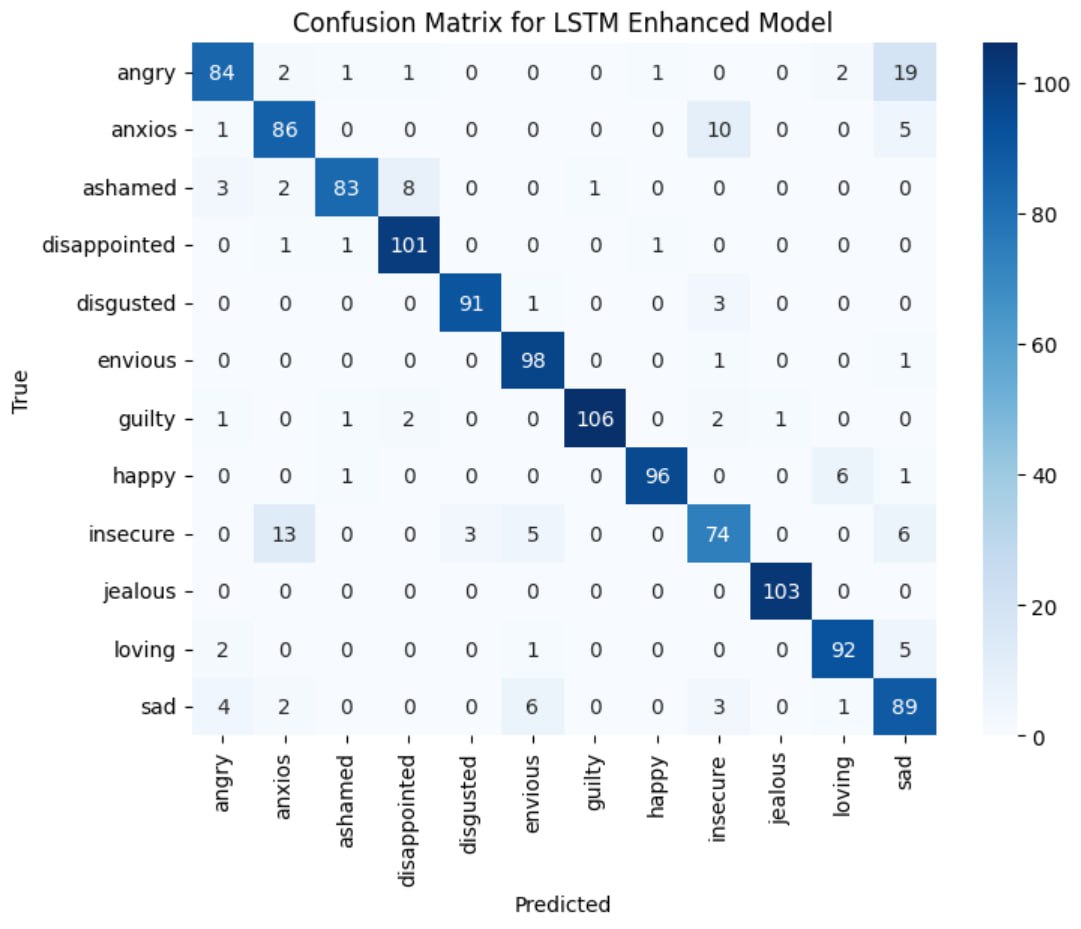 Confusion Matrix for LSTM Enhanced Model
angry 84 2 1 1 0 0 0 1 0 0 2 19
anxios 1 86 0 0 0 0 0 0 10 0 0 5
ashamed 3 2 83 8 0 0 1 0 0 0 0 0
disappointed 0 1 1 101 0 0 0 1 0 0 0 0
disgusted 0 0 0 0 91 1 0 0 3 0 0 0
envious 0 0 0 0 0 98 0 0 1 0 0 1
guilty 1 0 1 2 0 0 106 0 2 1 0 0
happy 0 0 1 0 0 0 0 96 0 0 6 1
insecure 0 13 0 0 3 5 0 0 74 0 0 6
jealous 0 0 0 0 0 0 0 0 0 103 0 0
loving 2 0 0 0 0 1 0 0 0 0 92 5
sad 4 2 0 0 0 6 0 0 3 0 1 89
True
angry anxios ashamed disappointed disgusted envious guilty happy insecure jealous loving sad
Predicted
100
80
60
40
20
0